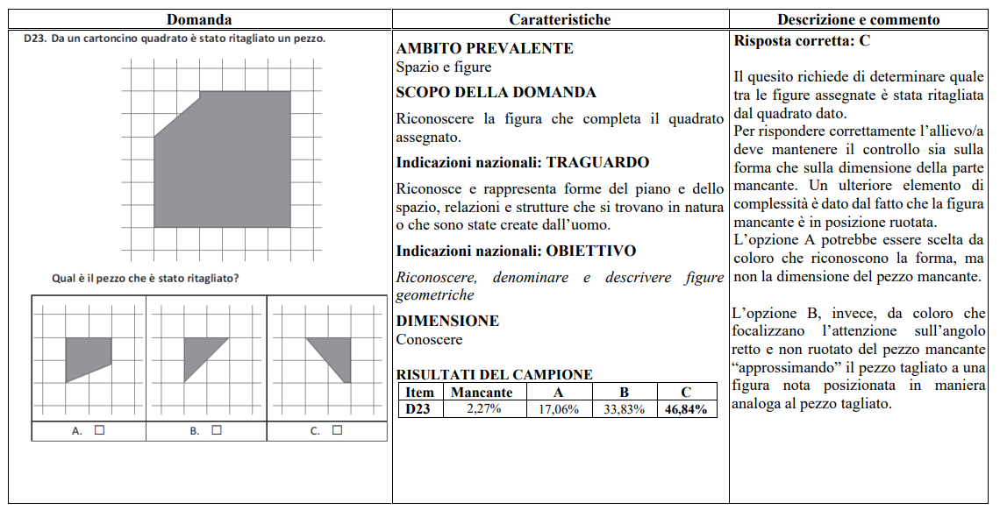 Domanda
Caratteristiche
Descrizione e commento
D23. Da un cartoncino quadrato è stato ritagliato un pezzo.
Qual è il pezzo che è stato ritagliato?
A. ☐
B. ☐
C. ☐
AMBITO PREVALENTE
Spazio e figure
SCOPO DELLA DOMANDA
Riconoscere la figura che completa il quadrato
assegnato.
Indicazioni nazionali: TRAGUARDO
Riconosce e rappresenta forme del piano e dello
spazio, relazioni e strutture che si trovano in natura
o che sono state create dall’uomo.
Indicazioni nazionali: OBIETTIVO
Riconoscere, denominare e descrivere figure
geometriche
DIMENSIONE
Conoscere
RISULTATI DEL CAMPIONE
Item Mancante A B C
D23 2,27% 17,06% 33,83% 46,84%
Risposta corretta: C
Il quesito richiede di determinare quale
tra le figure assegnate è stata ritagliata
dal quadrato dato.
Per rispondere correttamente l’allievo/a
deve mantenere il controllo sia sulla
forma che sulla dimensione della parte
mancante. Un ulteriore elemento di
complessità è dato dal fatto che la figura
mancante è in posizione ruotata.
L’opzione A potrebbe essere scelta da
coloro che riconoscono la forma, ma
non la dimensione del pezzo mancante.
L’opzione B, invece, da coloro che
focalizzano l’attenzione sull’angolo
retto e non ruotato del pezzo mancante
“approssimando” il pezzo tagliato a una
figura nota posizionata in maniera
analoga al pezzo tagliato.